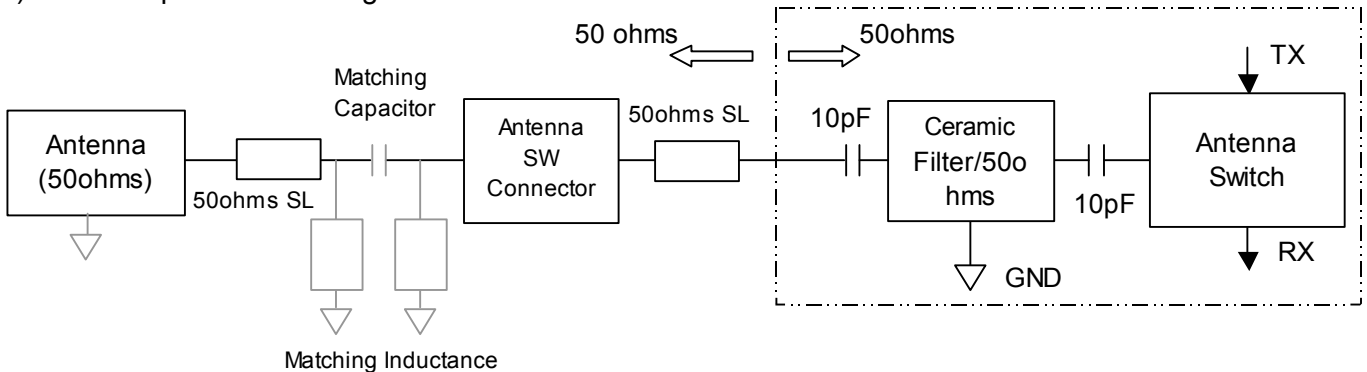 50 ohms
50ohms
TX
Matching
Capacitor
50ohms SL
10pF
Antenna
(50ohms)
Antenna
SW
Connector
Ceramic
Filter/50o
hms
Antenna
Switch
50ohms SL
10pF
RX
GND
Matching Inductance